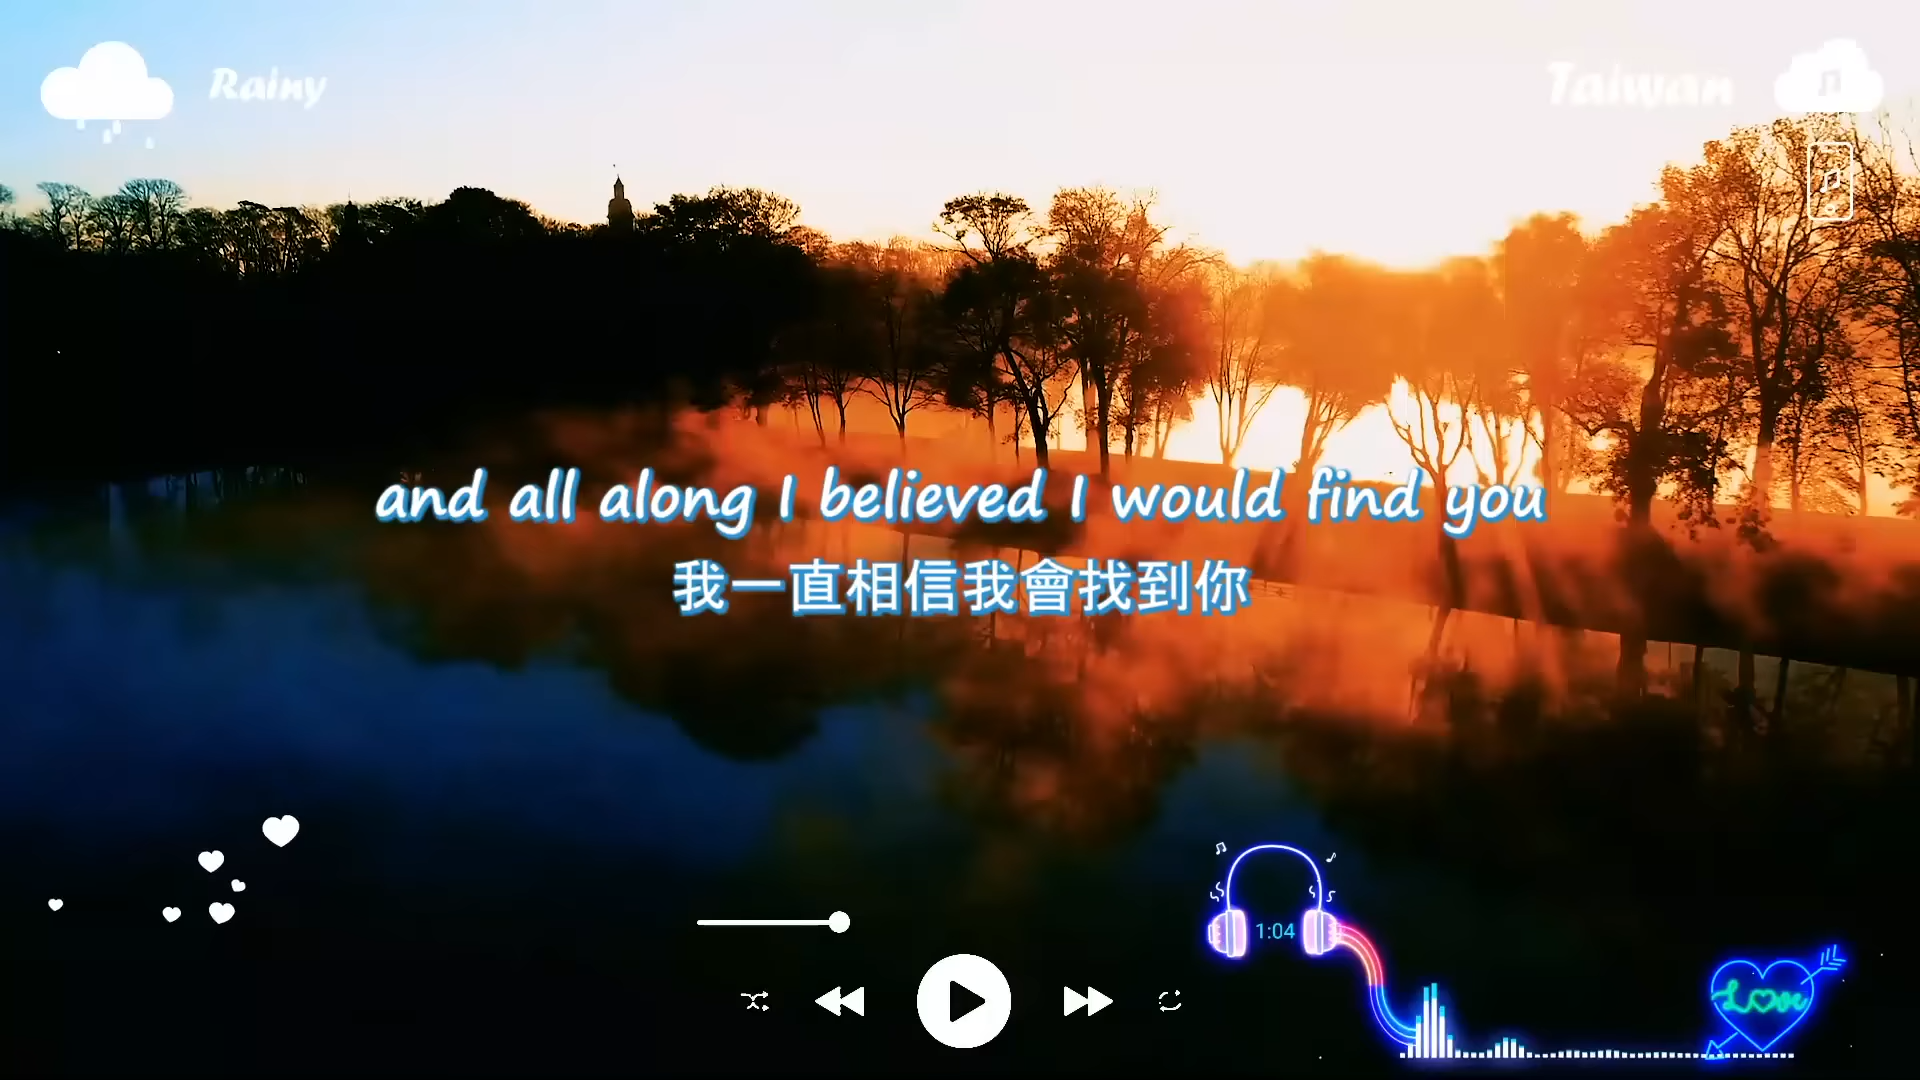 Rainy
Taiwan
and all along I believed I would find you
我一直相信我會找到你
1:04
Love